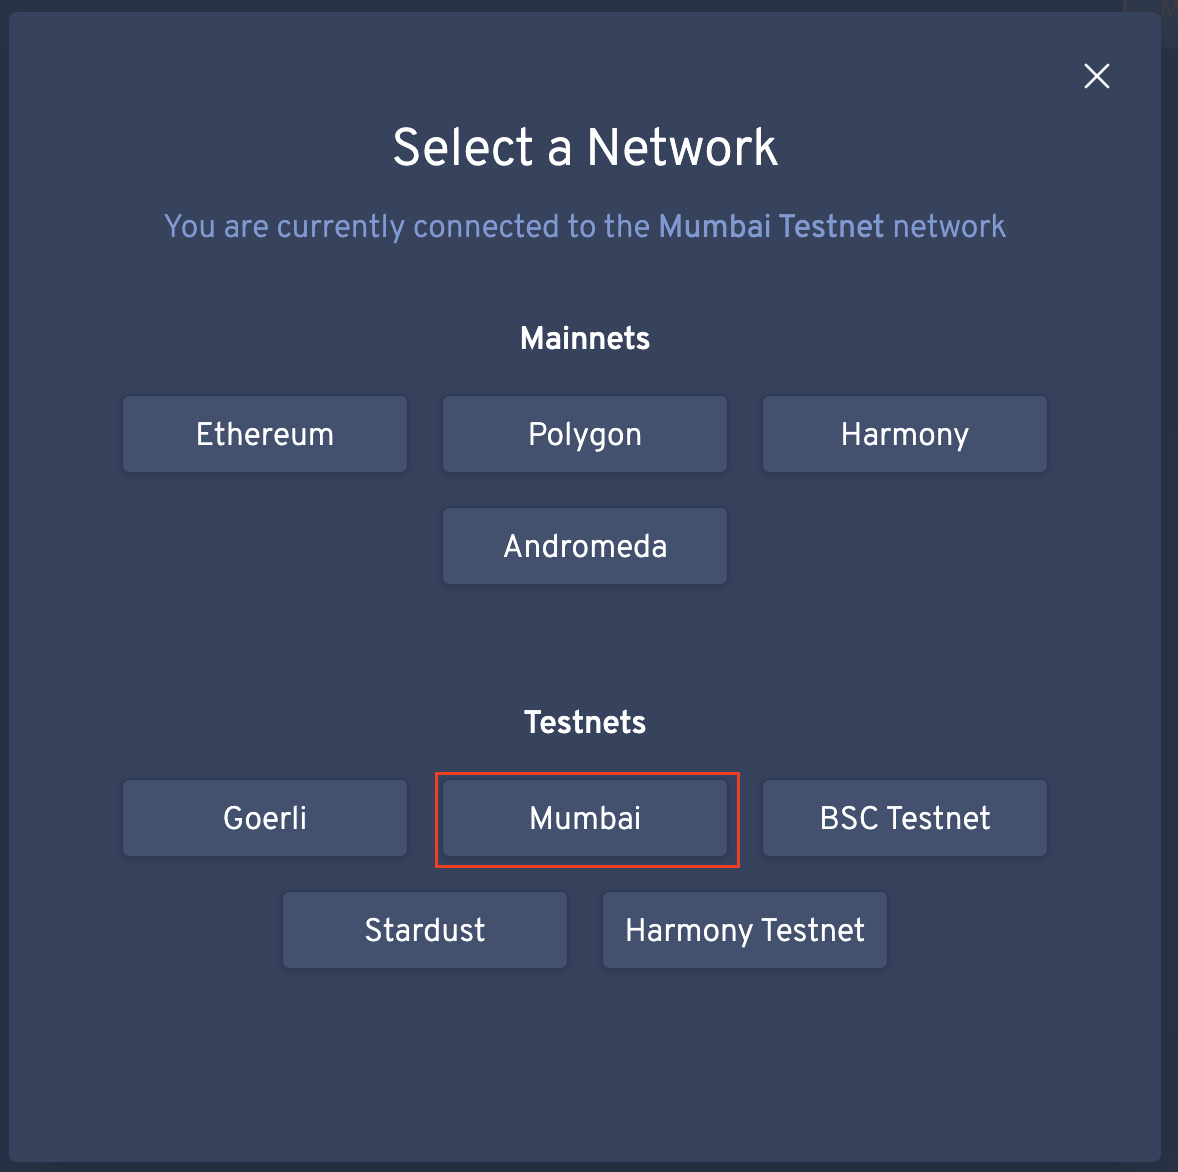 Select a Network
You are currently connected to the Mumbai Testnet network
Mainnets
Ethereum
Polygon
Harmony
Andromeda
Testnets
Goerli
Mumbai
BSC Testnet
Stardust
Harmony Testnet